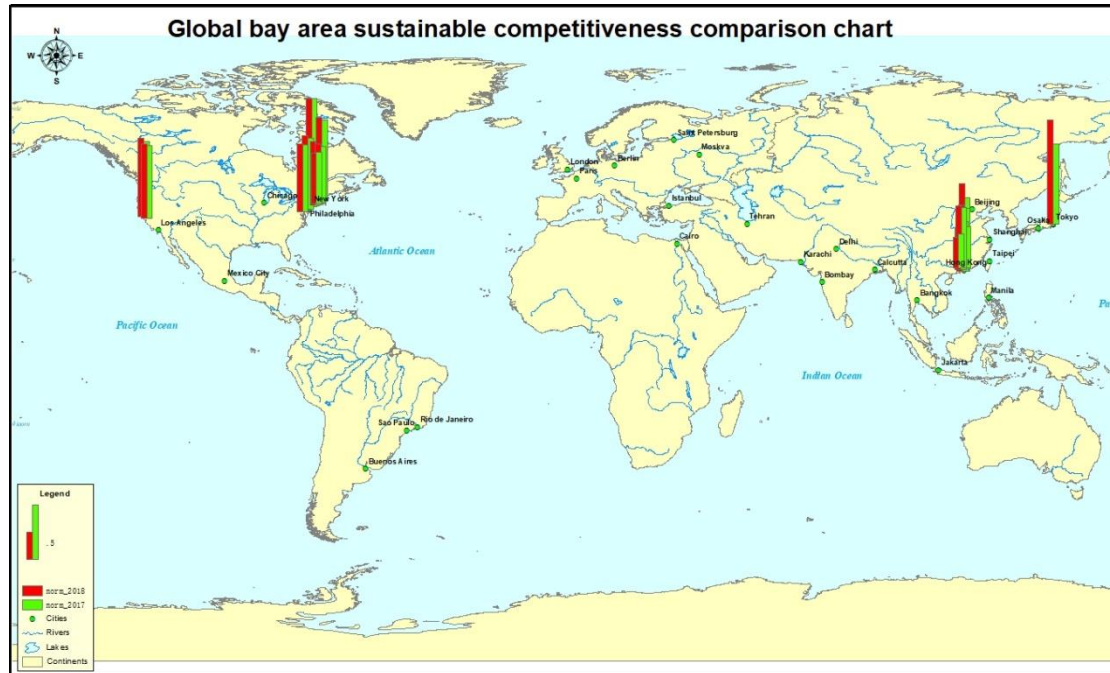 Global bay area sustainable competitiveness comparison chart
N
W E
S
Saint Petersburg
Moskva
London
Berlin
Paris
Chicago
New York
Philadelphia
Istanbul
Beijing
Tehran
Osaka
Tokyo
Los Angeles
Shanghai
Atlantic Ocean
Cairo
Delhi
Karachi
Hong Kong
Taipei
Mexico City
Calcutta
Bombay
Manila
Bangkok
Pacific Ocean
Pa
Jakarta
Indian Ocean
Rio de Janeiro
Sao Paulo
Buenos Aires
Legend
.5
norm_2018
norm_2017
Cities
Rivers
Lakes
Continents